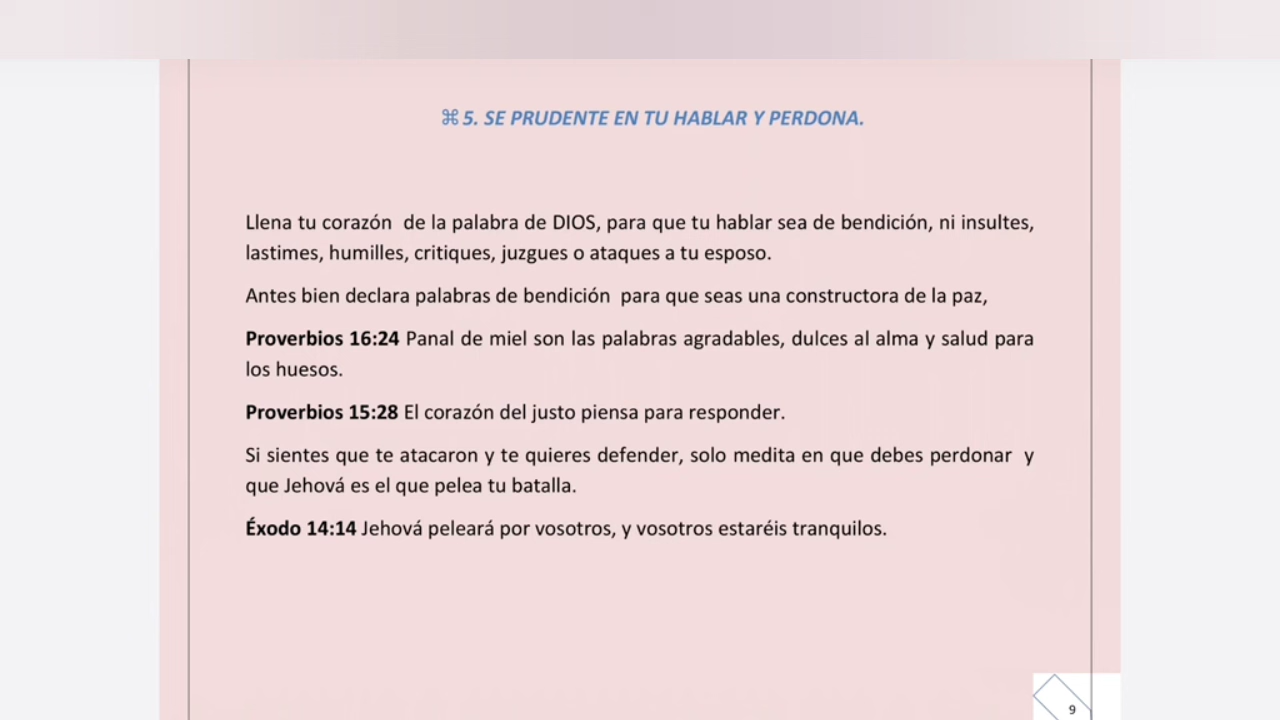 ⌘5. SE PRUDENTE EN TU HABLAR Y PERDONA.
Llena tu corazón de la palabra de DIOS, para que tu hablar sea de bendición, ni insultes,
lastimes, humilles, critiques, juzgues o ataques a tu esposo.
Antes bien declara palabras de bendición para que seas una constructora de la paz,
Proverbios 16:24 Panal de miel son las palabras agradables, dulces al alma y salud para
los huesos.
Proverbios 15:28 El corazón del justo piensa para responder.
Si sientes que te atacaron y te quieres defender, solo medita en que debes perdonar y
que Jehová es el que pelea tu batalla.
Éxodo 14:14 Jehová peleará por vosotros, y vosotros estaréis tranquilos.
9